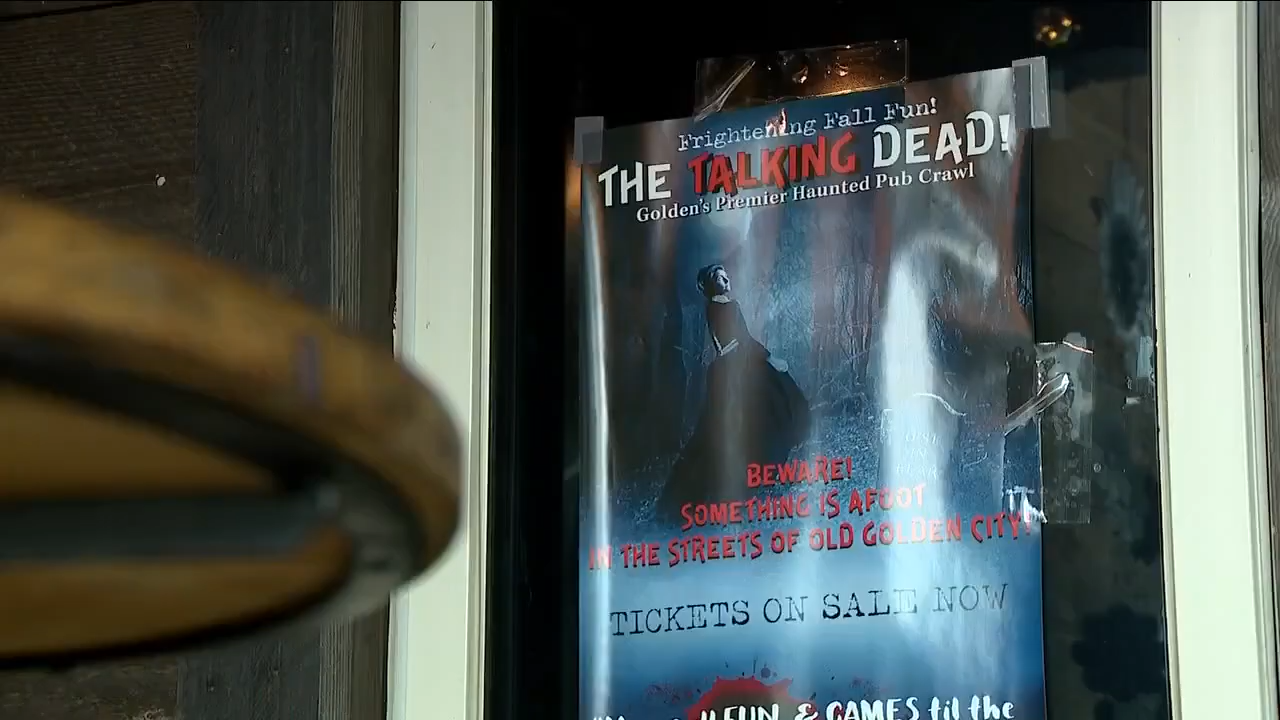 Frightening Fall Fun!
THE TALKING DEAD!
Golden's Premier Haunted Pub Crawl
BEWARE!
SOMETHING IS AFOOT
IN THE STREETS OF OLD GOLDEN CITY!
TICKETS ON SALE NOW
FUN & GAMES til the